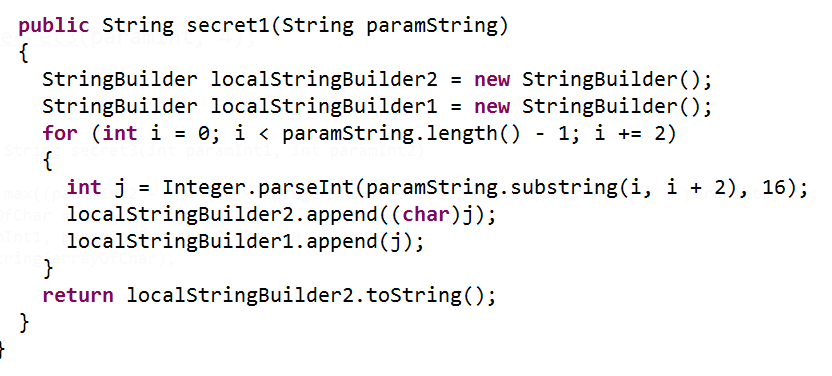 public String secret1(String paramString)
{
StringBuilder localStringBuilder2 = new StringBuilder();
StringBuilder localStringBuilder1 = new StringBuilder();
for (int i = 0; i < paramString.length() - 1; i += 2)
{
int j = Integer.parseInt(paramString.substring(i, i + 2), 16);
localStringBuilder2.append((char)j);
localStringBuilder1.append(j);
}
return localStringBuilder2.toString();
}
}